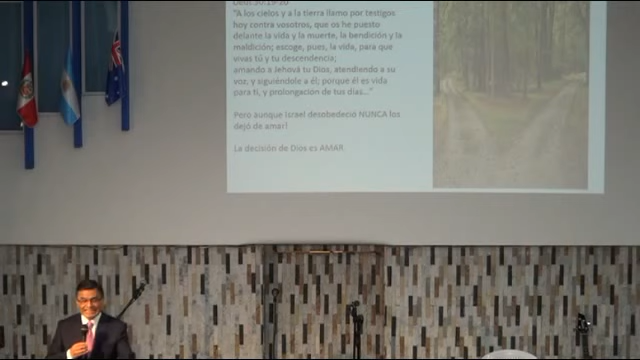 Deut.30:19-20
"A los cielos y a la tierra llamo por testigos
hoy contra vosotros, que os he puesto
delante la vida y la muerte, la bendición y la
maldición; escoge, pues, la vida, para que
vivas tú y tu descendencia;
amando a Jehová tu Dios, atendiendo a su
voz, y siguiéndole a él; porque él es vida
para ti, y prolongación de tus días..."
Pero aunque Israel desobedeció NUNCA los
dejó de amar!
La decisión de Dios es AMAR.